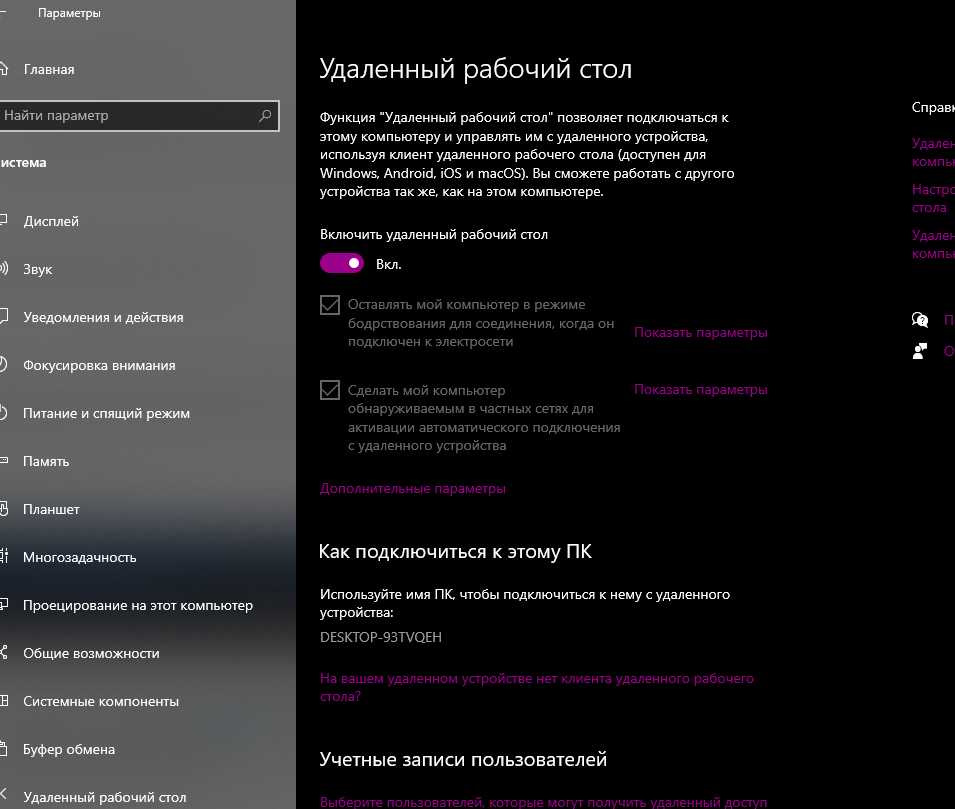 Параметры
Главная
Найти параметр
истема
Дисплей
Звук
Уведомления и действия
Фокусировка внимания
Питание и спящий режим
Память
Планшет
Многозадачность
Проецирование на этот компьютер
Общие возможности
Системные компоненты
Буфер обмена
Удаленный рабочий стол
Удаленный рабочий стол
Функция "Удаленный рабочий стол" позволяет подключаться к
этому компьютеру и управлять им с удаленного устройства,
используя клиент удаленного рабочего стола (доступен для
Windows, Android, iOS и macOS). Вы сможете работать с другого
устройства так же, как на этом компьютере.
Включить удаленный рабочий стол
Вкл.
Оставлять мой компьютер в режиме
бодрствования для соединения, когда он
подключен к электросети
Показать параметры
Сделать мой компьютер
обнаруживаемым в частных сетях для
активации автоматического подключения
с удаленного устройства
Показать параметры
Дополнительные параметры
Как подключиться к этому ПК
Используйте имя ПК, чтобы подключиться к нему с удаленного
устройства:
DESKTOP-93TVQEH
На вашем удаленном устройстве нет клиента удаленного рабочего
стола?
Учетные записи пользователей
Выберите пользователей, которые могут получить удаленный доступ
Справк
Удален
компь
Настро
стола
Удален
компь
П
О